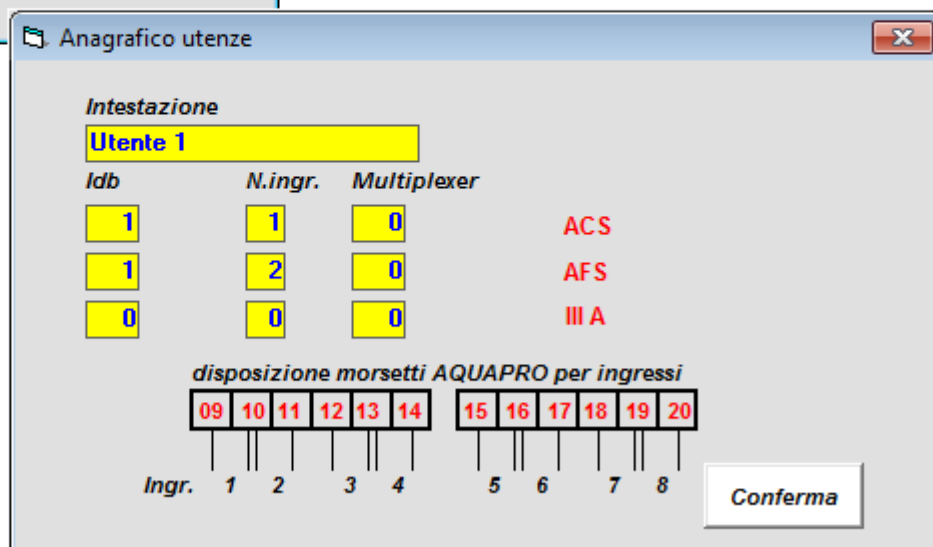 Anagrafico utenze
Intestazione
Utente 1
Idb N.ingr. Multiplexer
1 1 0 ACS
1 2 0 AFS
0 0 0 III A
disposizione morsetti AQUAPRO per ingressi
09 10 11 12 13 14 15 16 17 18 19 20
Ingr. 1 2 3 4 5 6 7 8
Conferma